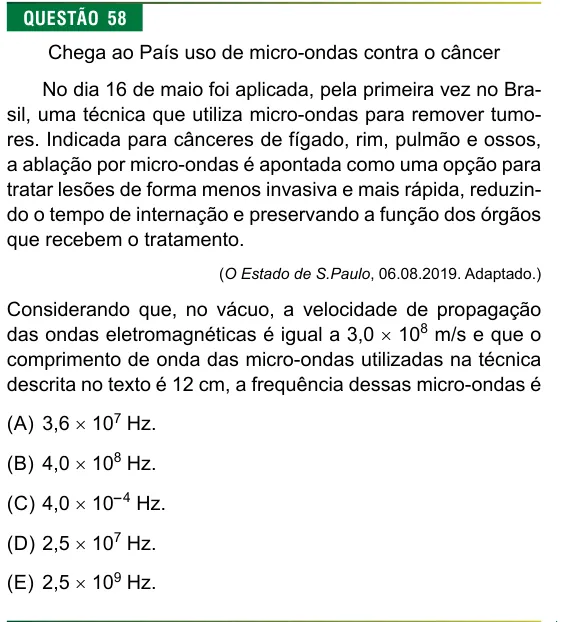 QUESTÃO 58
Chega ao País uso de micro-ondas contra o câncer
No dia 16 de maio foi aplicada, pela primeira vez no Bra-
sil, uma técnica que utiliza micro-ondas para remover tumo-
res. Indicada para cânceres de fígado, rim, pulmão e ossos,
a ablação por micro-ondas é apontada como uma opção para
tratar lesões de forma menos invasiva e mais rápida, reduzin-
do o tempo de internação e preservando a função dos órgãos
que recebem o tratamento.
(O Estado de S.Paulo, 06.08.2019. Adaptado.)
Considerando que, no vácuo, a velocidade de propagação
das ondas eletromagnéticas é igual a 3,0 × 10⁸ m/s e que o
comprimento de onda das micro-ondas utilizadas na técnica
descrita no texto é 12 cm, a frequência dessas micro-ondas é
(A) 3,6 × 10⁷ Hz.
(B) 4,0 × 10⁸ Hz.
(C) 4,0 × 10⁻⁴ Hz.
(D) 2,5 × 10⁷ Hz.
(E) 2,5 × 10⁹ Hz.